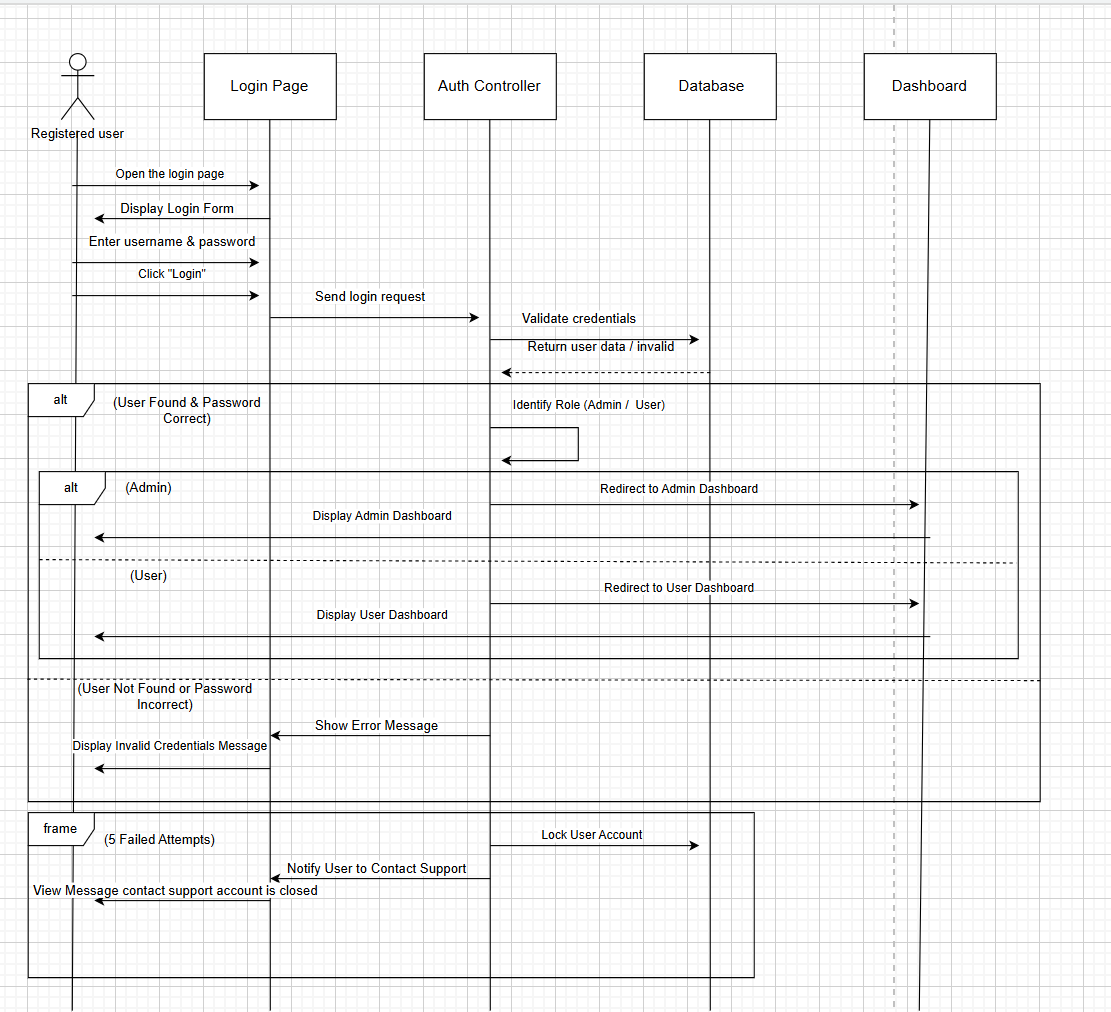 Registered user
Login Page
Auth Controller
Database
Dashboard
Open the login page
Display Login Form
Enter username & password
Click "Login"
Send login request
Validate credentials
Return user data / invalid
alt
(User Found & Password
Correct)
Identify Role (Admin / User)
alt
(Admin)
Redirect to Admin Dashboard
Display Admin Dashboard
(User)
Redirect to User Dashboard
Display User Dashboard
(User Not Found or Password
Incorrect)
Show Error Message
Display Invalid Credentials Message
frame
(5 Failed Attempts)
Lock User Account
Notify User to Contact Support
View Message contact support account is closed